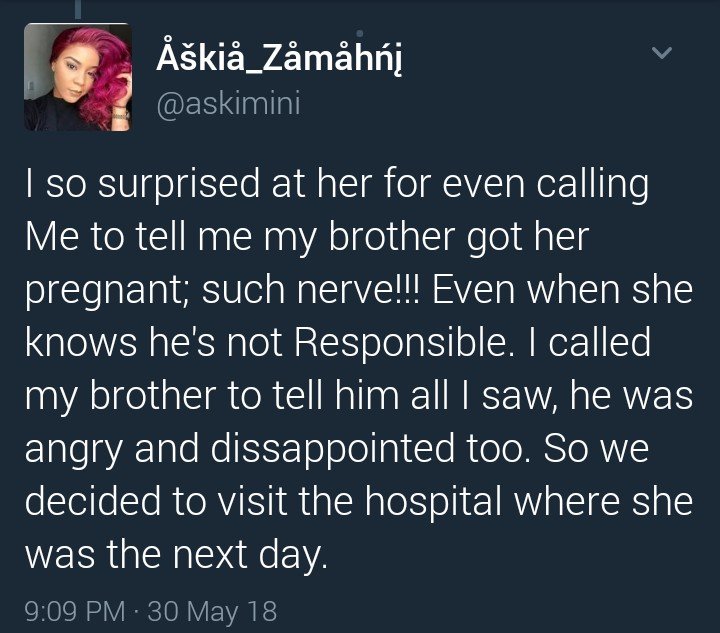 Åškiå_Zåmåhńį
@askimini
I so surprised at her for even calling
Me to tell me my brother got her
pregnant; such nerve!!! Even when she
knows he's not Responsible. I called
my brother to tell him all I saw, he was
angry and dissappointed too. So we
decided to visit the hospital where she
was the next day.
9:09 PM · 30 May 18